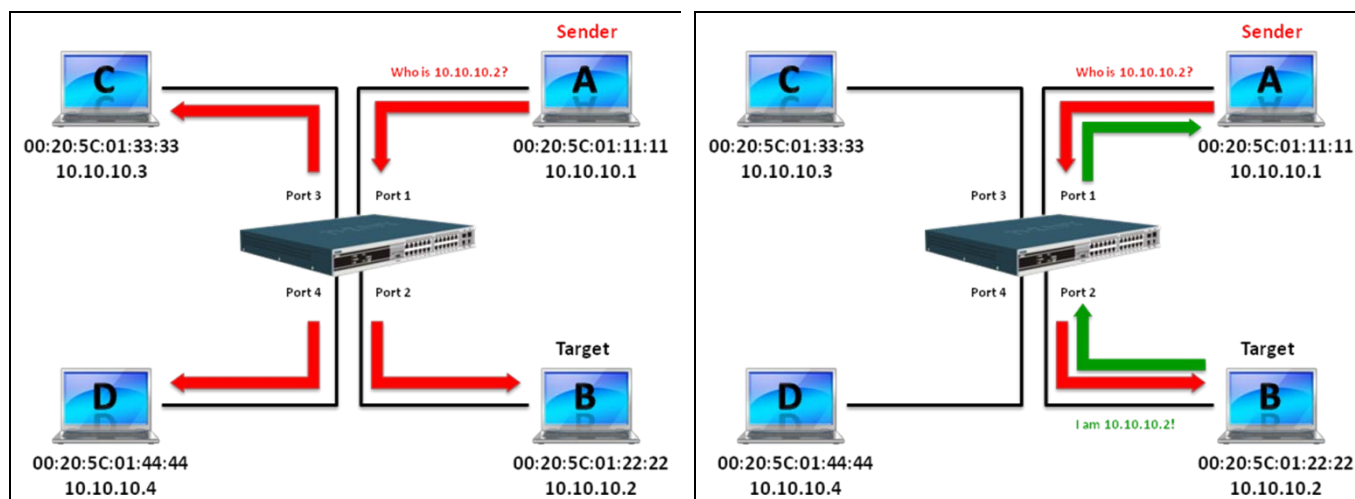 Sender
Who is 10.10.10.2?
C
A
00:20:5C:01:33:33
10.10.10.3
00:20:5C:01:11:11
10.10.10.1
Port 3
Port 1
Port 4
Port 2
Target
D
B
00:20:5C:01:44:44
10.10.10.4
00:20:5C:01:22:22
10.10.10.2
Sender
Who is 10.10.10.2?
C
A
00:20:5C:01:33:33
10.10.10.3
00:20:5C:01:11:11
10.10.10.1
Port 3
Port 1
Port 4
Port 2
Target
D
B
I am 10.10.10.2!
00:20:5C:01:44:44
10.10.10.4
00:20:5C:01:22:22
10.10.10.2